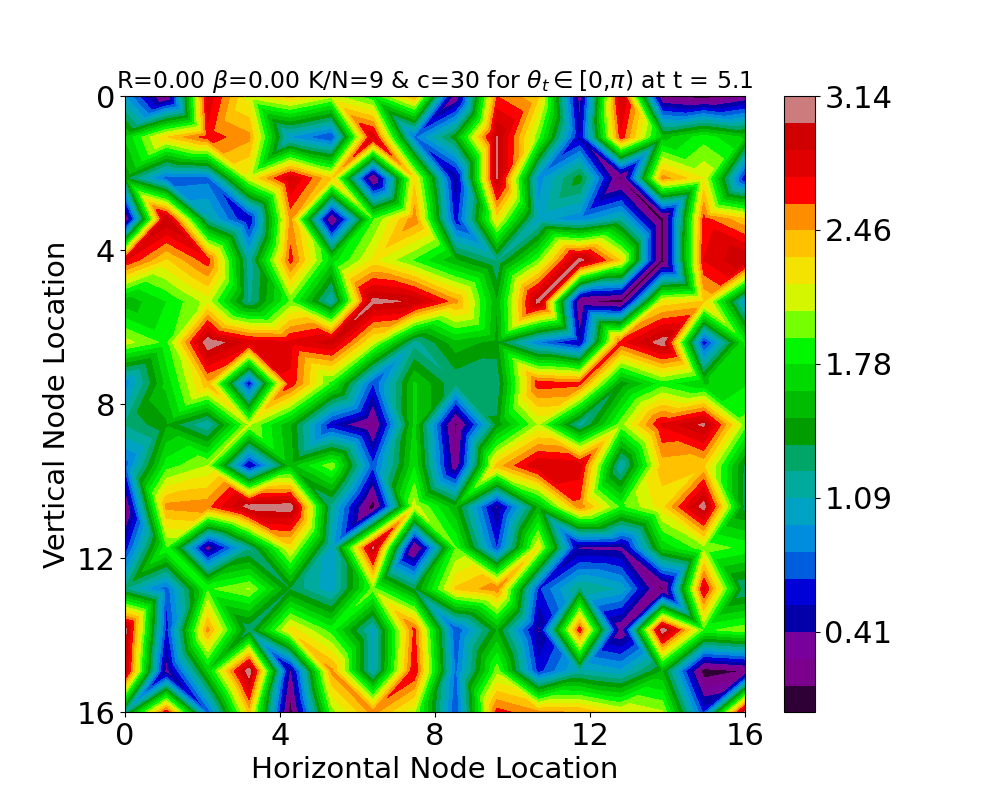 R=0.00 β=0.00 K/N=9 & c=30 for θₜ ∈ [0,π) at t = 5.1
0
4
8
12
16
Vertical Node Location
0 4 8 12 16
Horizontal Node Location
3.14
2.46
1.78
1.09
0.41